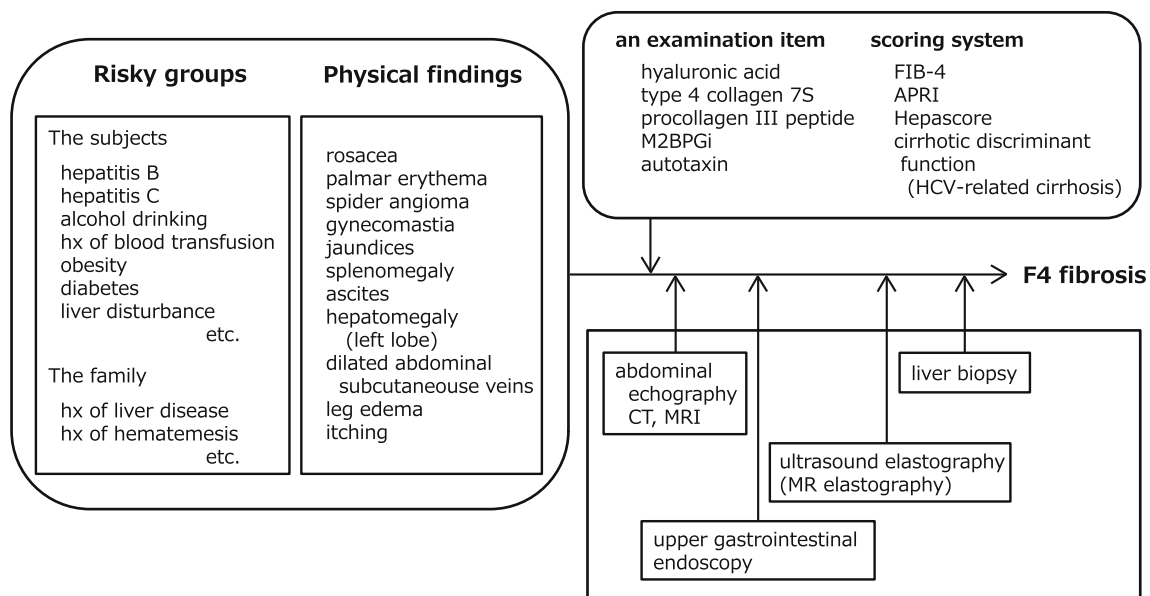 Risky groups
The subjects
hepatitis B
hepatitis C
alcohol drinking
hx of blood transfusion
obesity
diabetes
liver disturbance
etc.
The family
hx of liver disease
hx of hematemesis
etc.
Physical findings
rosacea
palmar erythema
spider angioma
gynecomastia
jaundices
splenomegaly
ascites
hepatomegaly
(left lobe)
dilated abdominal
subcutaneouse veins
leg edema
itching
an examination item
hyaluronic acid
type 4 collagen 7S
procollagen III peptide
M2BPGi
autotaxin
scoring system
FIB-4
APRI
Hepascore
cirrhotic discriminant
function
(HCV-related cirrhosis)
F4 fibrosis
abdominal
echography
CT, MRI
liver biopsy
ultrasound elastography
(MR elastography)
upper gastrointestinal
endoscopy